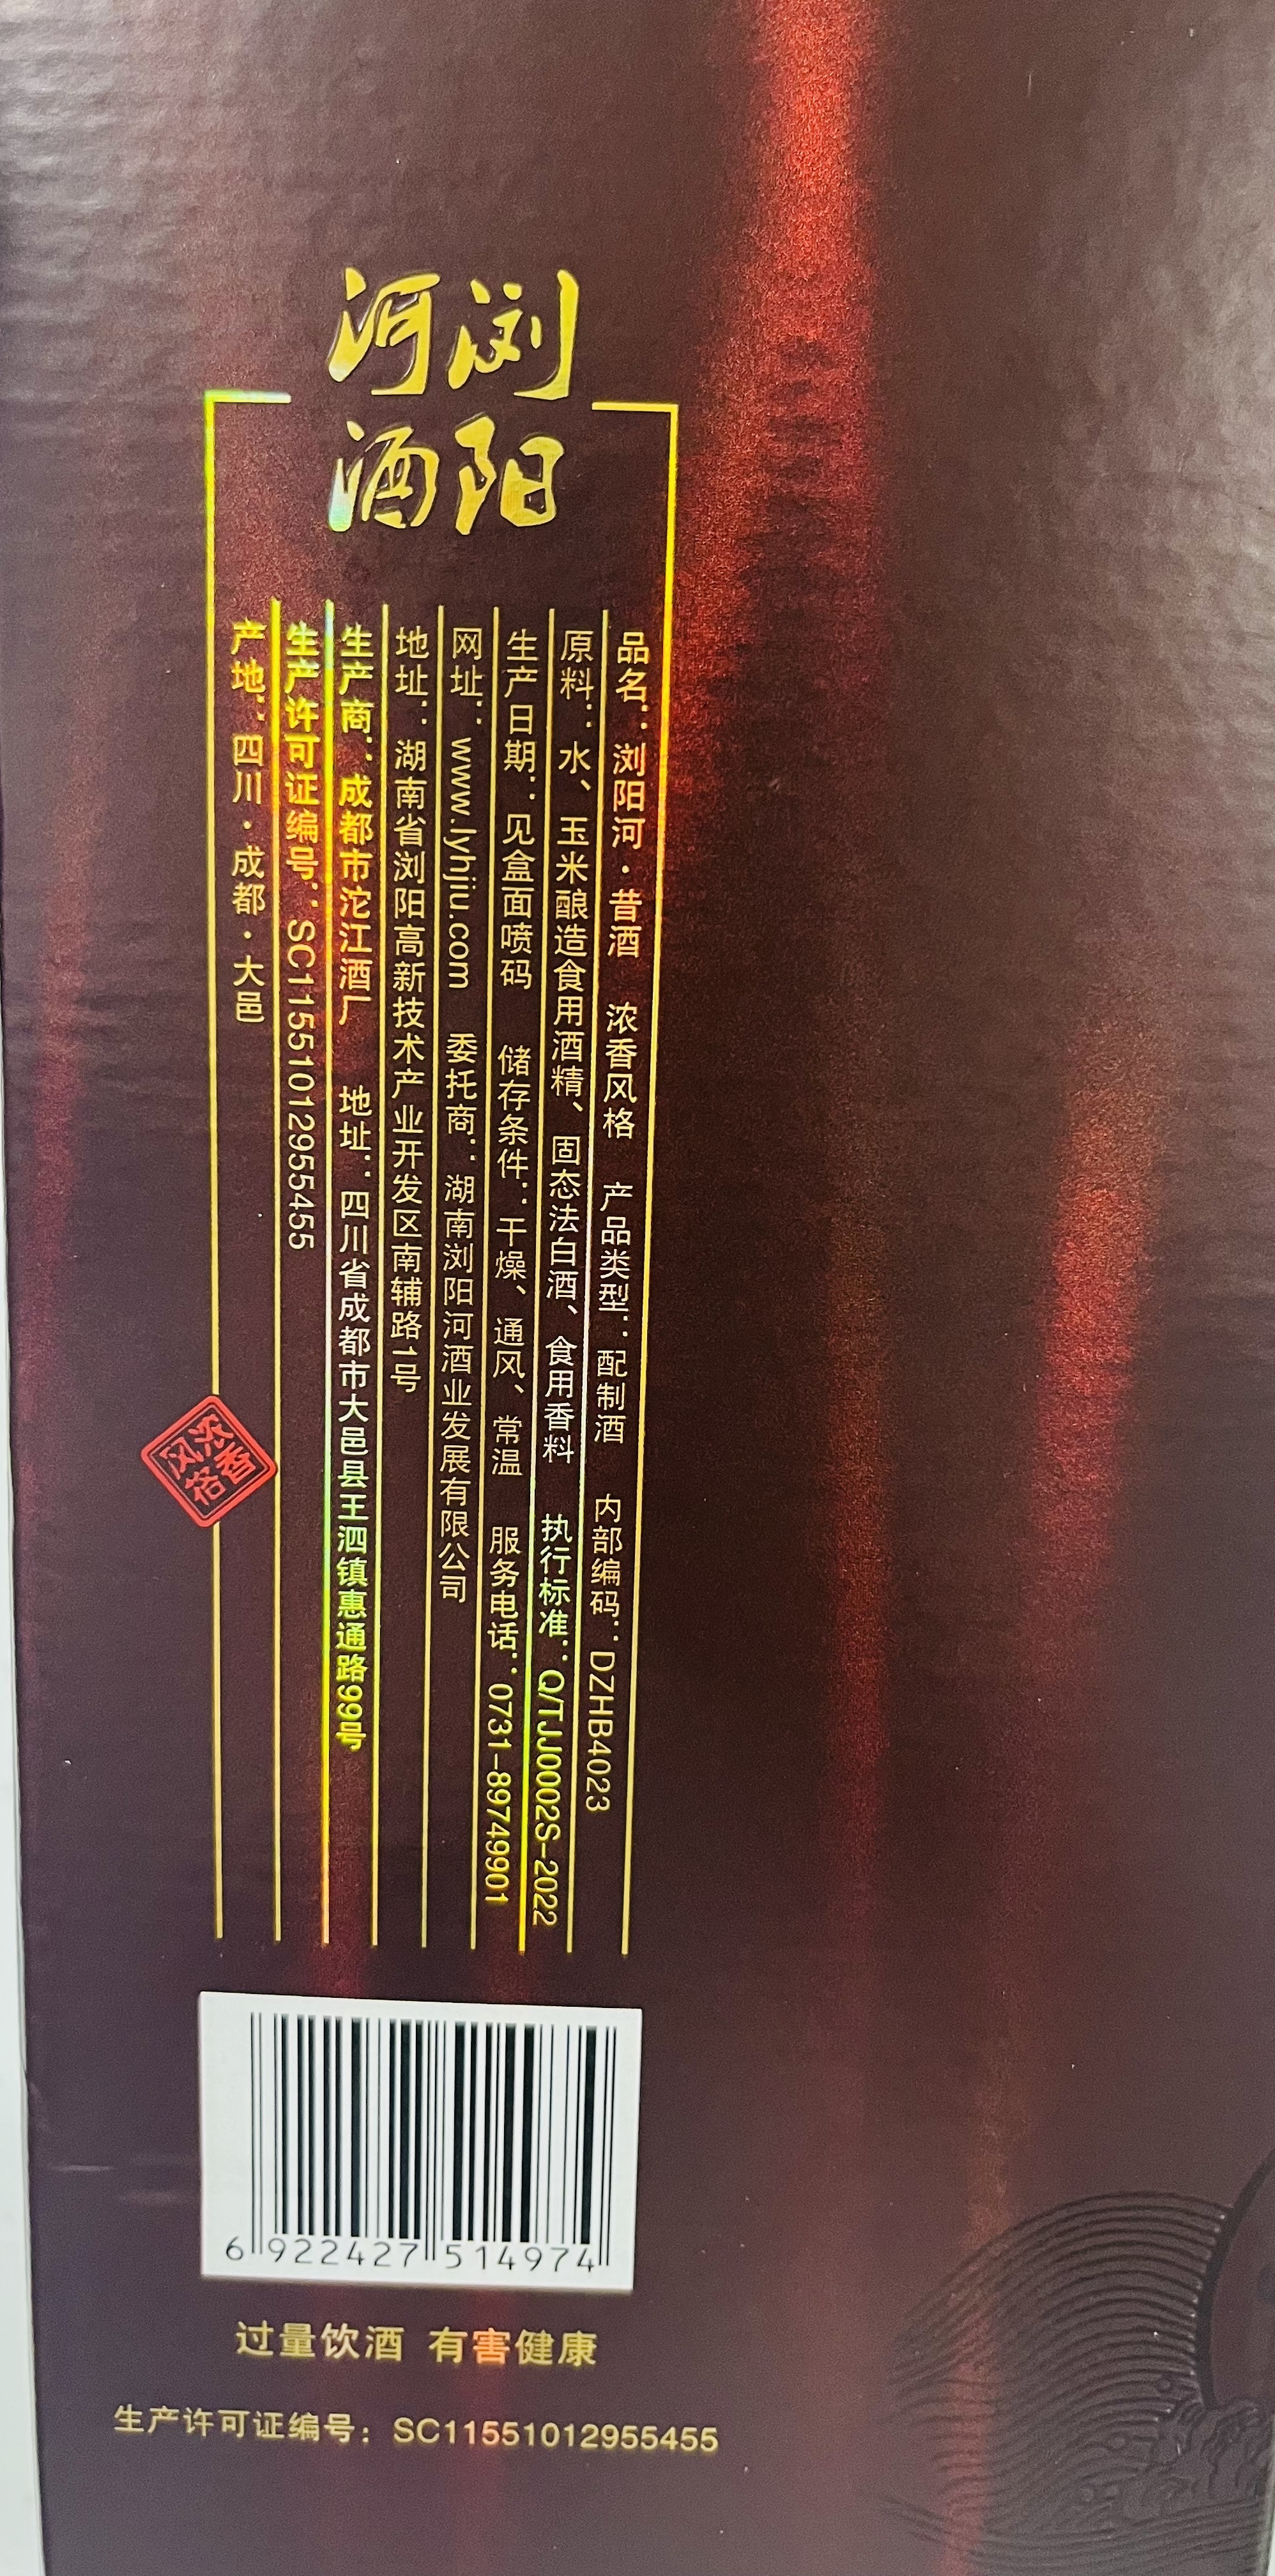 浏阳
河酒
品名：浏阳河·昔酒 浓香风格 产品类型：配制酒 内部编码：DZHB4023
原料：水、玉米酿造食用酒精、固态法白酒、食用香料 执行标准：Q/TJJ0002S-2022
生产日期：见盒面喷码 储存条件：干燥、通风、常温 服务电话：0731-89749901
网址：www.lyhjiu.com 委托商：湖南浏阳河酒业发展有限公司
地址：湖南省浏阳高新技术产业开发区南辅路1号
生产商：成都市沱江酒厂 地址：四川省成都市大邑县王泗镇惠通路99号
生产许可证编号：SC11551012955455
产地：四川·成都·大邑
浓香
风格
6 922427 514974
过量饮酒 有害健康
生产许可证编号：SC11551012955455